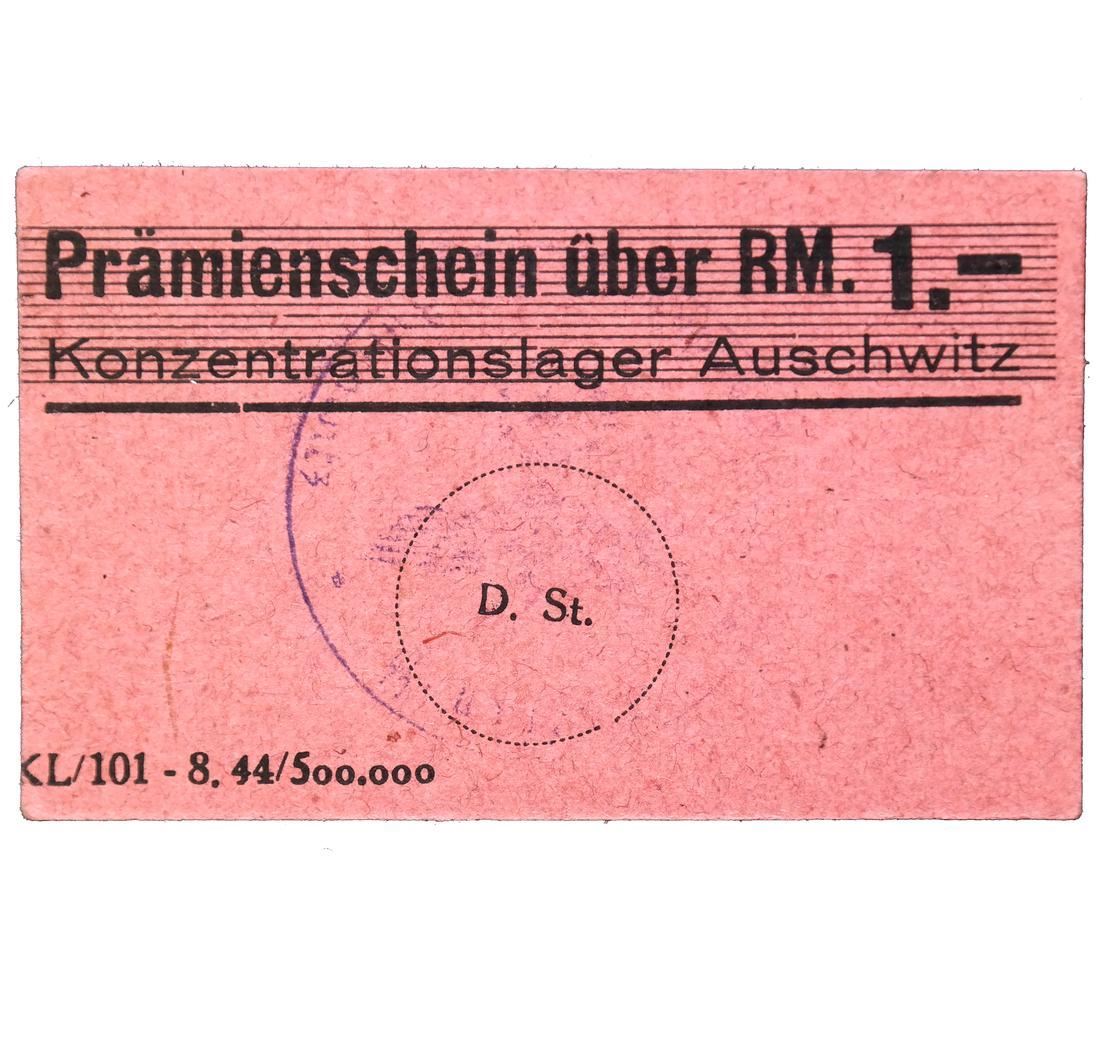 Prämienschein über RM. 1.-
Konzentrationslager Auschwitz
D. St.
KL/101 - 8. 44/500.000